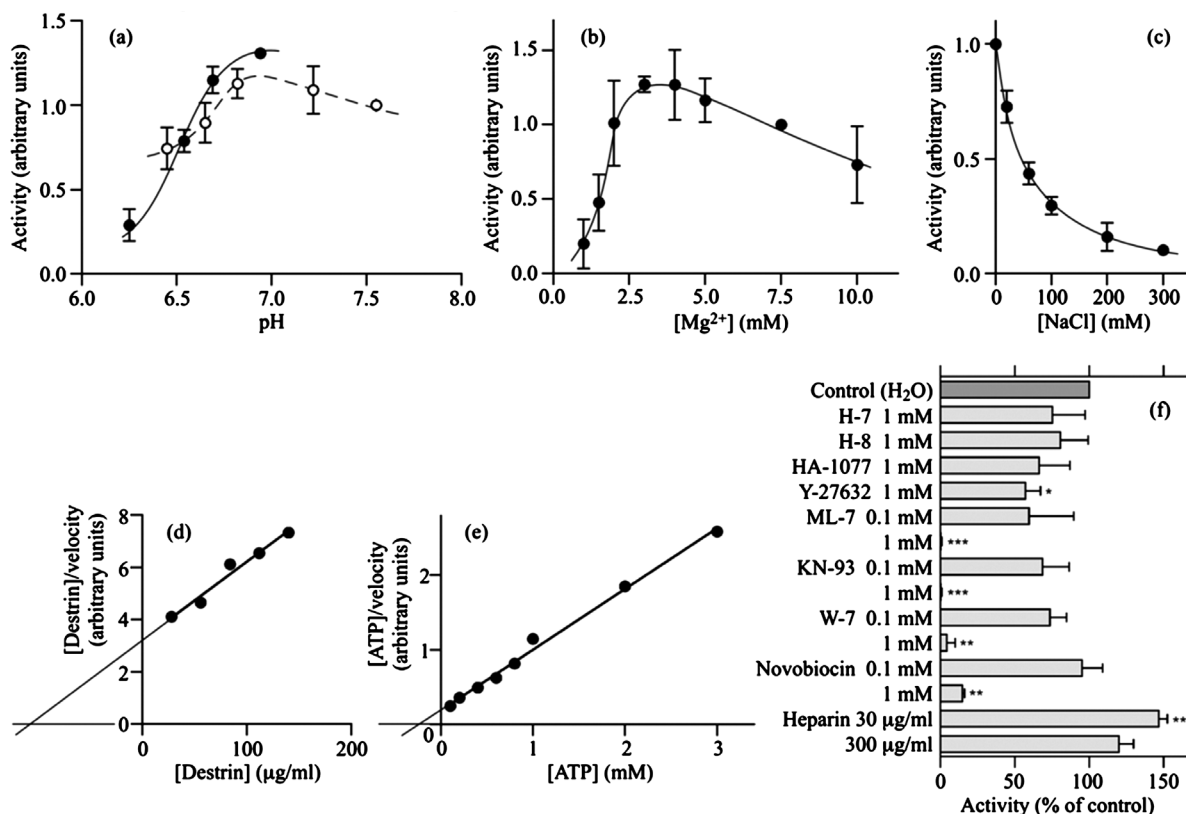 (a)
Activity (arbitrary units)
1.5
1.0
0.5
0.0
6.0 6.5 7.0 7.5 8.0
pH
(b)
Activity (arbitrary units)
1.5
1.0
0.5
0.0
0.0 2.5 5.0 7.5 10.0
[Mg²⁺] (mM)
(c)
Activity (arbitrary units)
1.0
0.5
0.0
0 100 200 300
[NaCl] (mM)
(d)
[Destrin]/velocity
(arbitrary units)
8
6
4
2
0
0 100 200
[Destrin] (µg/ml)
(e)
[ATP]/velocity
(arbitrary units)
2
1
0
0 1 2 3
[ATP] (mM)
(f)
Control (H₂O)
H-7 1 mM
H-8 1 mM
HA-1077 1 mM
Y-27632 1 mM *
ML-7 0.1 mM
1 mM ***
KN-93 0.1 mM
1 mM ***
W-7 0.1 mM
1 mM **
Novobiocin 0.1 mM
1 mM **
Heparin 30 µg/ml **
300 µg/ml
0 50 100 150
Activity (% of control)